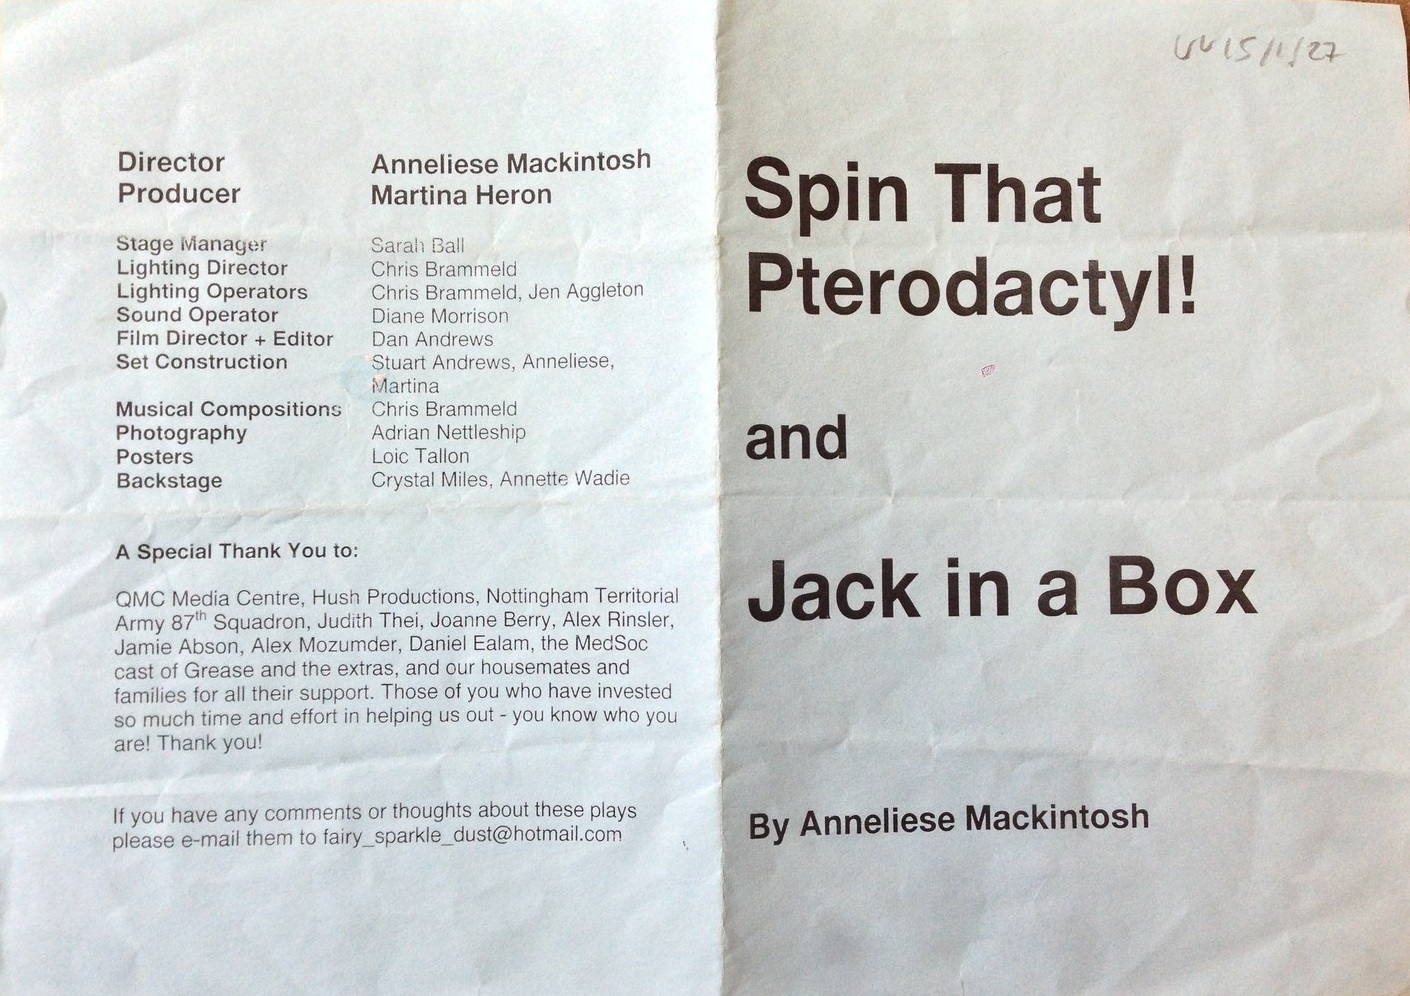 Director Anneliese Mackintosh
Producer Martina Heron
Stage Manager Sarah Ball
Lighting Director Chris Brammeld
Lighting Operators Chris Brammeld, Jen Aggleton
Sound Operator Diane Morrison
Film Director + Editor Dan Andrews
Set Construction Stuart Andrews, Anneliese,
Martina
Musical Compositions Chris Brammeld
Photography Adrian Nettleship
Posters Loic Tallon
Backstage Crystal Miles, Annette Wadie
A Special Thank You to:
QMC Media Centre, Hush Productions, Nottingham Territorial
Army 87th Squadron, Judith Thei, Joanne Berry, Alex Rinsler,
Jamie Abson, Alex Mozumder, Daniel Ealam, the MedSoc
cast of Grease and the extras, and our housemates and
families for all their support. Those of you who have invested
so much time and effort in helping us out - you know who you
are! Thank you!
If you have any comments or thoughts about these plays
please e-mail them to fairy_sparkle_dust@hotmail.com
Spin That
Pterodactyl!
and
Jack in a Box
By Anneliese Mackintosh